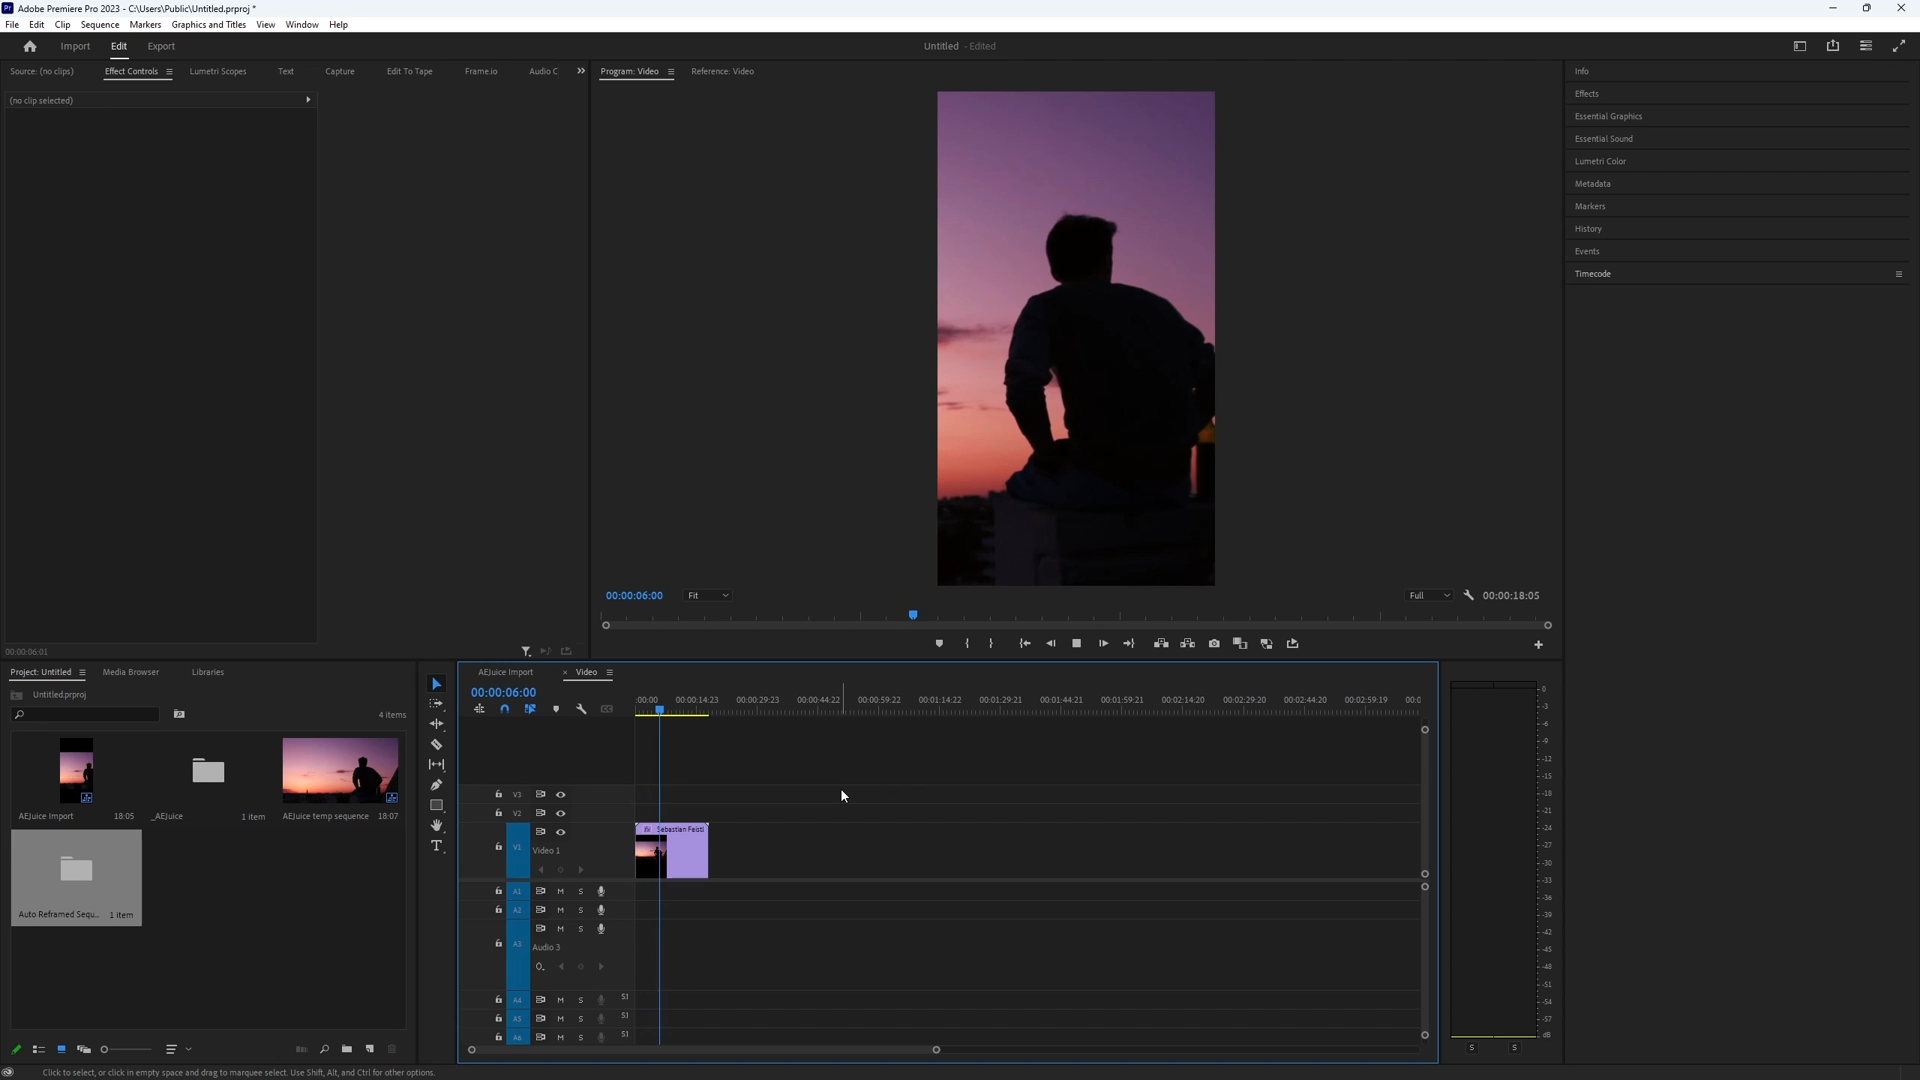 Adobe Premiere Pro 2023 - C:\Users\Public\Untitled.prproj *
File Edit Clip Sequence Markers Graphics and Titles View Window Help
Import Edit Export
Untitled - Edited
Source: (no clips) Effect Controls Lumetri Scopes Text Capture Edit To Tape Frame.io Audio C
Program: Video Reference: Video
(no clip selected)
Info
Effects
Essential Graphics
Essential Sound
Lumetri Color
Metadata
Markers
History
Events
Timecode
00:00:06:00 Fit Full 00:00:18:05
00:00:06:01
Project: Untitled Media Browser Libraries
Untitled.prproj
4 items
AEJuice Import 18:05
_AEJuice 1 item
AEJuice temp sequence 18:07
Auto Reframed Sequ... 1 item
AEJuice Import × Video
00:00:06:00
:00:00 00:00:14:23 00:00:29:23 00:00:44:22 00:00:59:22 00:01:14:22 00:01:29:21 00:01:44:21 00:01:59:21 00:02:14:20 00:02:29:20 00:02:44:20 00:02:59:19 00:0
V3
V2
V1 Video 1
fx Sebastian Feistl
A1 M S
A2 M S
A3 M S
Audio 3
A4 M S S1
A5 M S S1
A6 M S S1
0
-3
-6
-9
-12
-15
-18
-21
-24
-27
-30
-33
-36
-39
-42
-45
-48
-51
-54
-57
dB
S S
Click to select, or click in empty space and drag to marquee select. Use Shift, Alt, and Ctrl for other options.